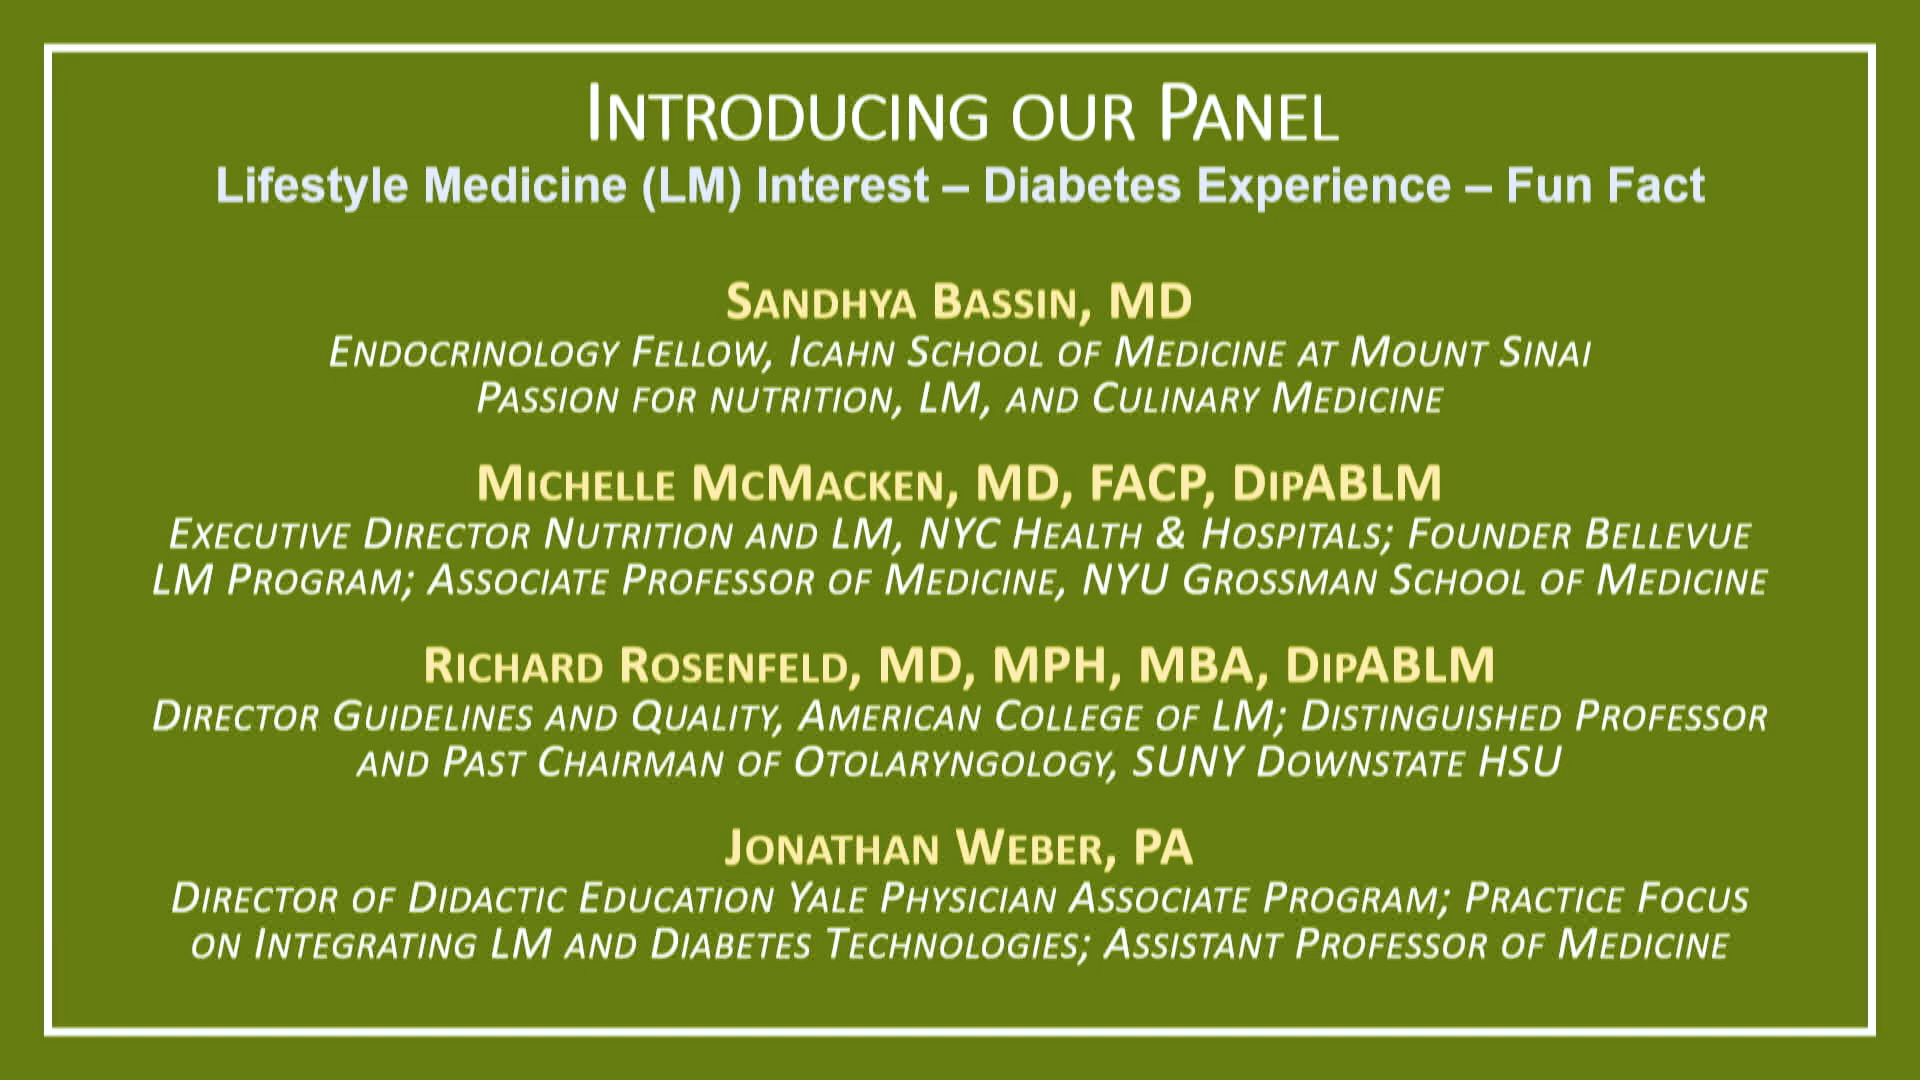 Introducing our Panel
Lifestyle Medicine (LM) Interest – Diabetes Experience – Fun Fact
Sandhya Bassin, MD
Endocrinology Fellow, Icahn School of Medicine at Mount Sinai
Passion for nutrition, LM, and Culinary Medicine
Michelle McMacken, MD, FACP, DipABLM
Executive Director Nutrition and LM, NYC Health & Hospitals; Founder Bellevue
LM Program; Associate Professor of Medicine, NYU Grossman School of Medicine
Richard Rosenfeld, MD, MPH, MBA, DipABLM
Director Guidelines and Quality, American College of LM; Distinguished Professor
and Past Chairman of Otolaryngology, SUNY Downstate HSU
Jonathan Weber, PA
Director of Didactic Education Yale Physician Associate Program; Practice Focus
on Integrating LM and Diabetes Technologies; Assistant Professor of Medicine